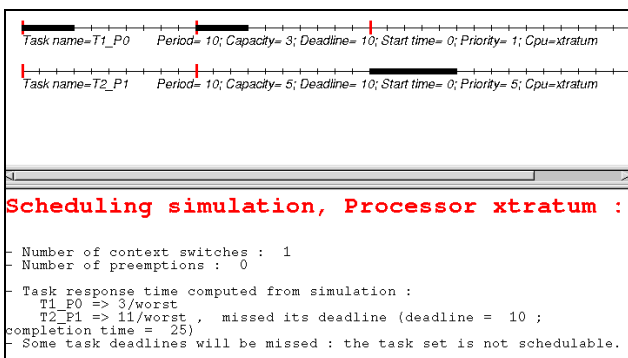 Task name=T1_P0 Period= 10; Capacity= 3; Deadline= 10; Start time= 0; Priority= 1; Cpu=xtratum
Task name=T2_P1 Period= 10; Capacity= 5; Deadline= 10; Start time= 0; Priority= 5; Cpu=xtratum
Scheduling simulation, Processor xtratum :
- Number of context switches : 1
- Number of preemptions : 0
- Task response time computed from simulation :
T1_P0 => 3/worst
T2_P1 => 11/worst , missed its deadline (deadline = 10 ;
completion time = 25)
- Some task deadlines will be missed : the task set is not schedulable.